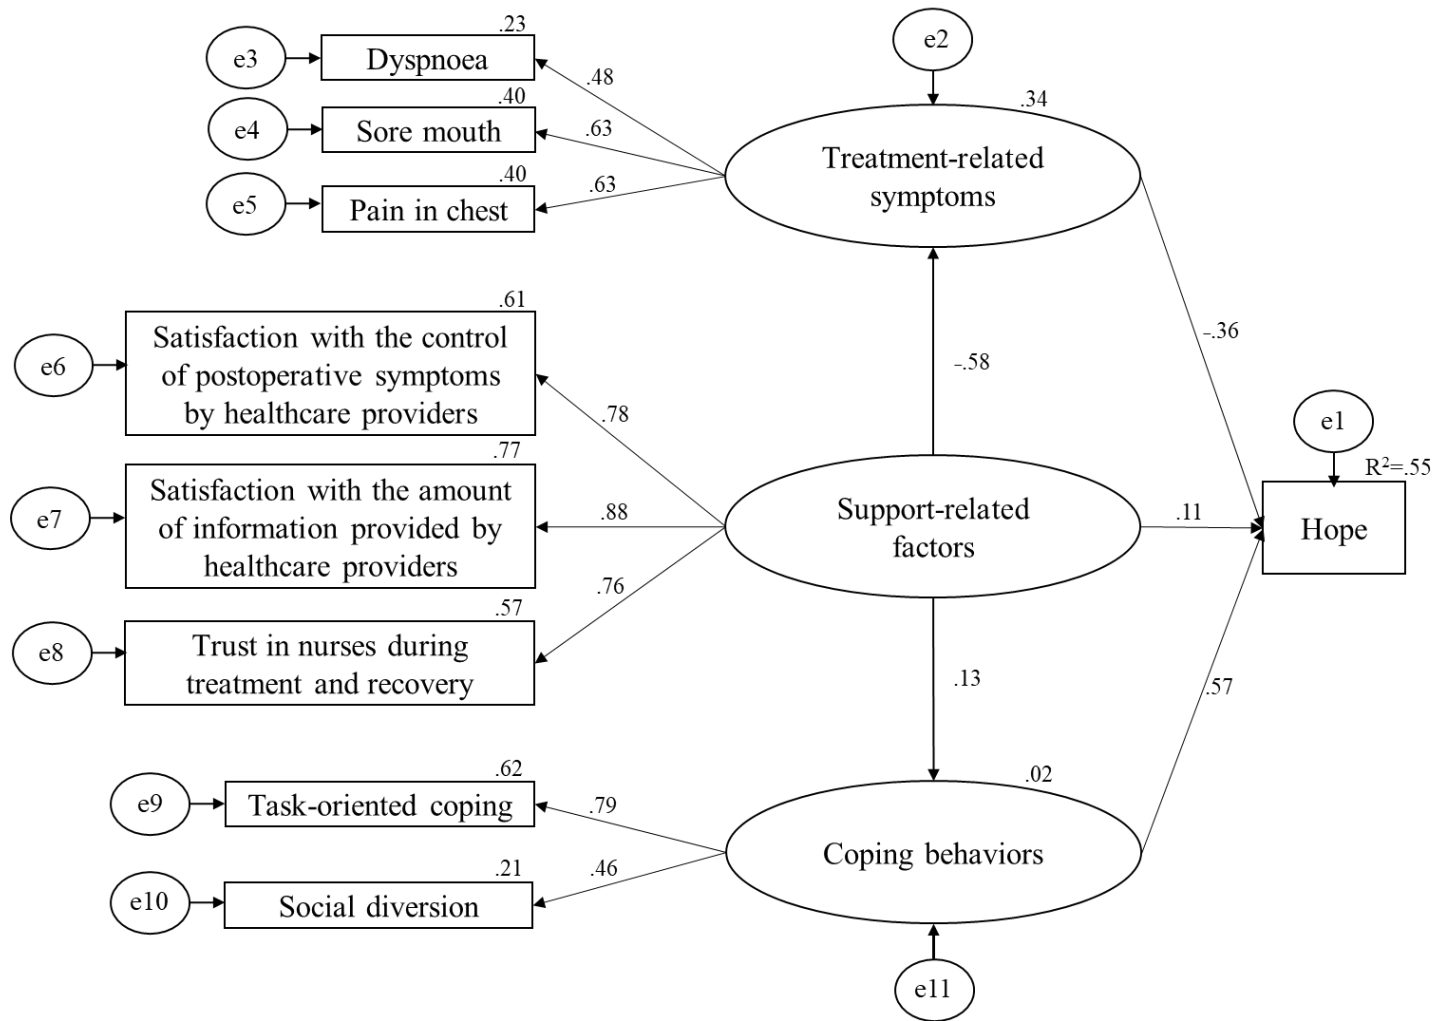 .23
e3
Dyspnoea
.48
.40
e4
Sore mouth
.63
.40
e5
Pain in chest
.63
e2
.34
Treatment-related
symptoms
-.36
-.58
.61
e6
Satisfaction with the control
of postoperative symptoms
by healthcare providers
.78
.77
e7
Satisfaction with the amount
of information provided by
healthcare providers
.88
.57
e8
Trust in nurses during
treatment and recovery
.76
Support-related
factors
.11
e1
R²=.55
Hope
.13
.57
.62
e9
Task-oriented coping
.79
.21
e10
Social diversion
.46
.02
Coping behaviors
e11